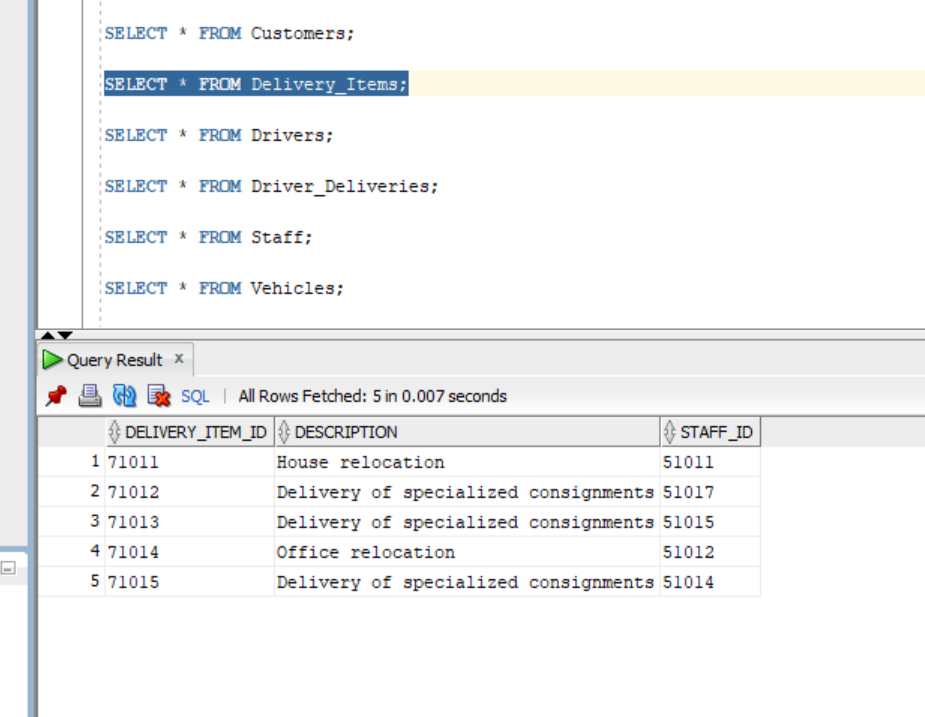 SELECT * FROM Customers;
SELECT * FROM Delivery_Items;
SELECT * FROM Drivers;
SELECT * FROM Driver_Deliveries;
SELECT * FROM Staff;
SELECT * FROM Vehicles;
Query Result x
SQL | All Rows Fetched: 5 in 0.007 seconds
DELIVERY_ITEM_ID DESCRIPTION STAFF_ID
1 71011 House relocation 51011
2 71012 Delivery of specialized consignments 51017
3 71013 Delivery of specialized consignments 51015
4 71014 Office relocation 51012
5 71015 Delivery of specialized consignments 51014